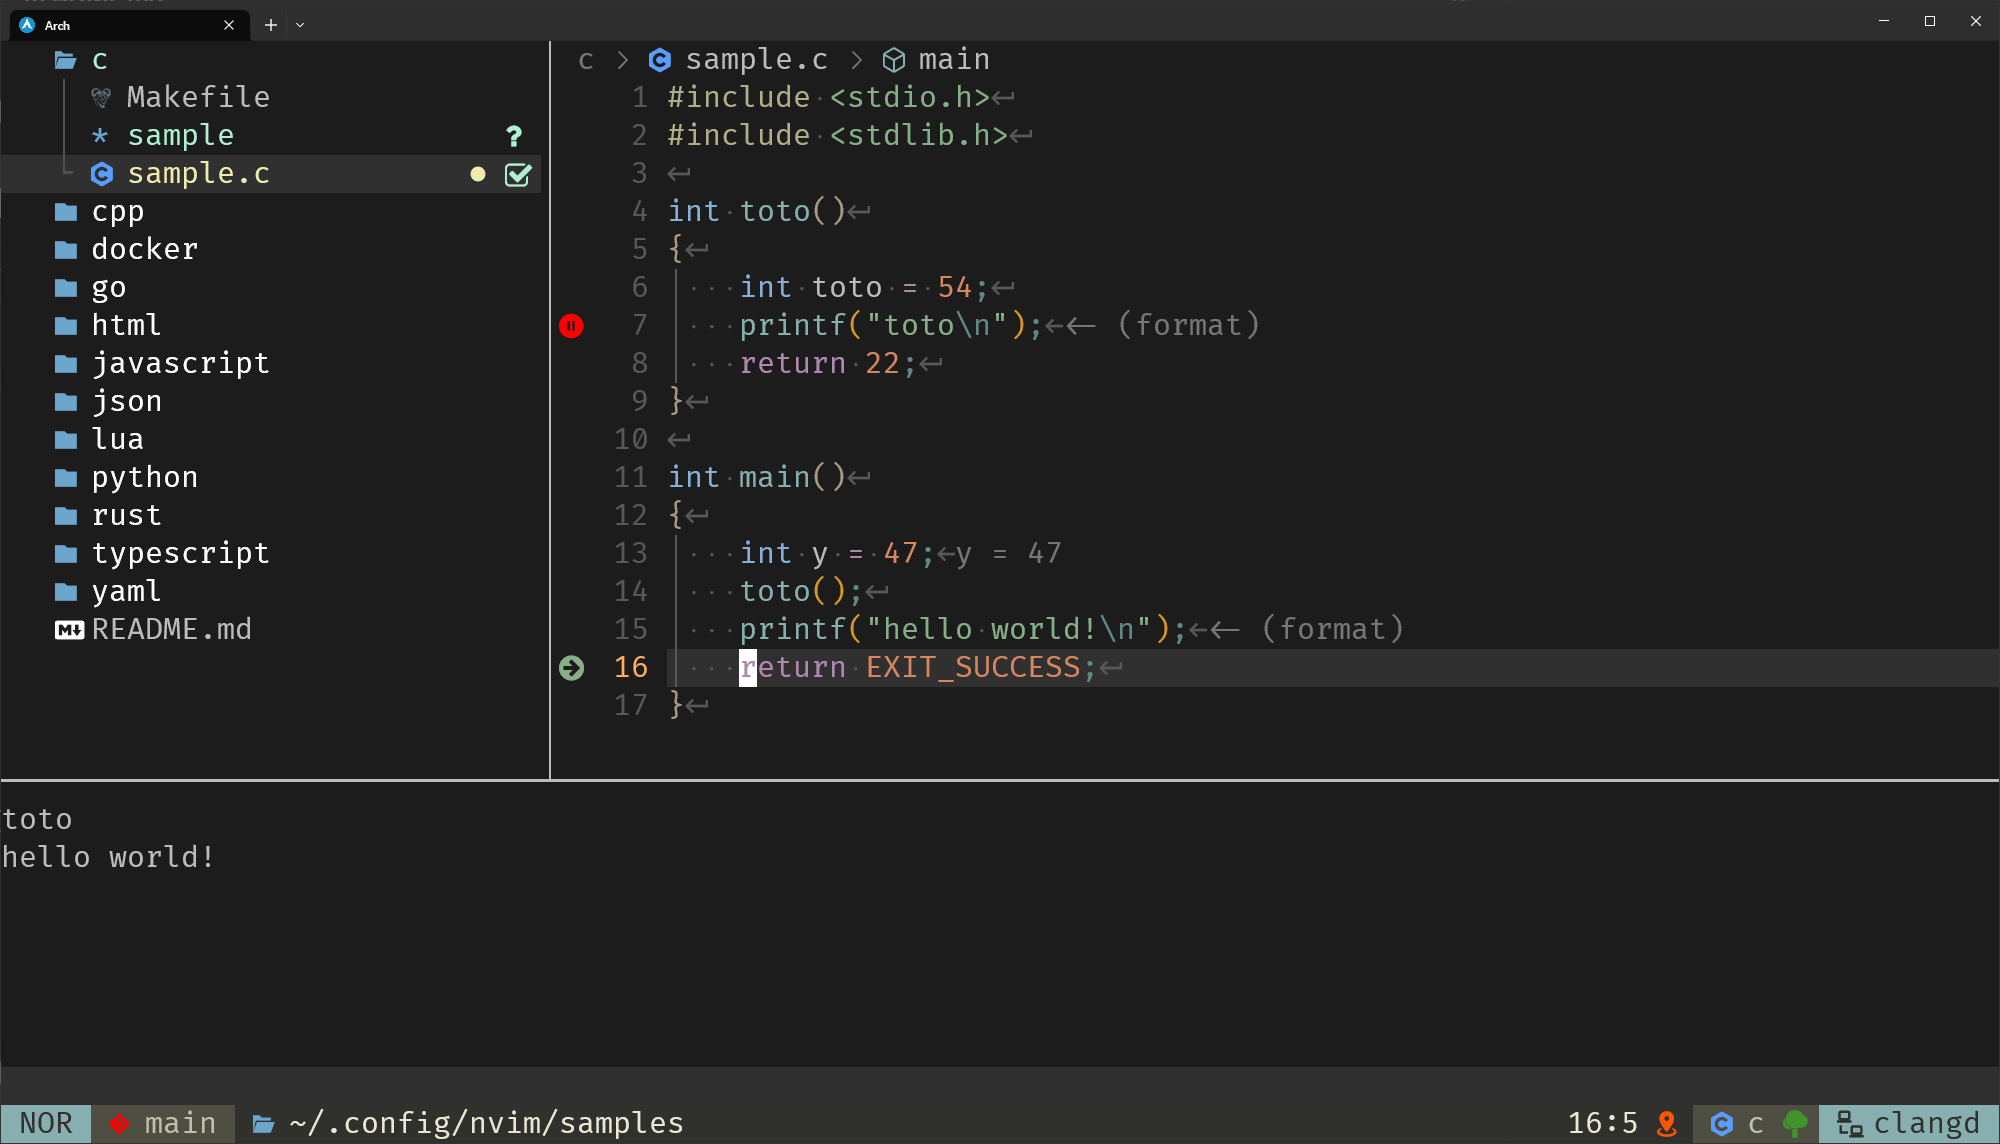 Arch
c
Makefile
sample ?
sample.c
cpp
docker
go
html
javascript
json
lua
python
rust
typescript
yaml
README.md
c > sample.c > main
1 #include·<stdio.h>↵
2 #include·<stdlib.h>↵
3 ↵
4 int·toto()↵
5 {↵
6 ···int·toto·=·54;↵
7 ···printf("toto\n");←<— (format)
8 ···return·22;↵
9 }↵
10 ↵
11 int·main()↵
12 {↵
13 ···int·y·=·47;←y = 47
14 ···toto();↵
15 ···printf("hello·world!\n");←<— (format)
16 ···return·EXIT_SUCCESS;↵
17 }↵
toto
hello world!
NOR main ~/.config/nvim/samples 16:5 c clangd